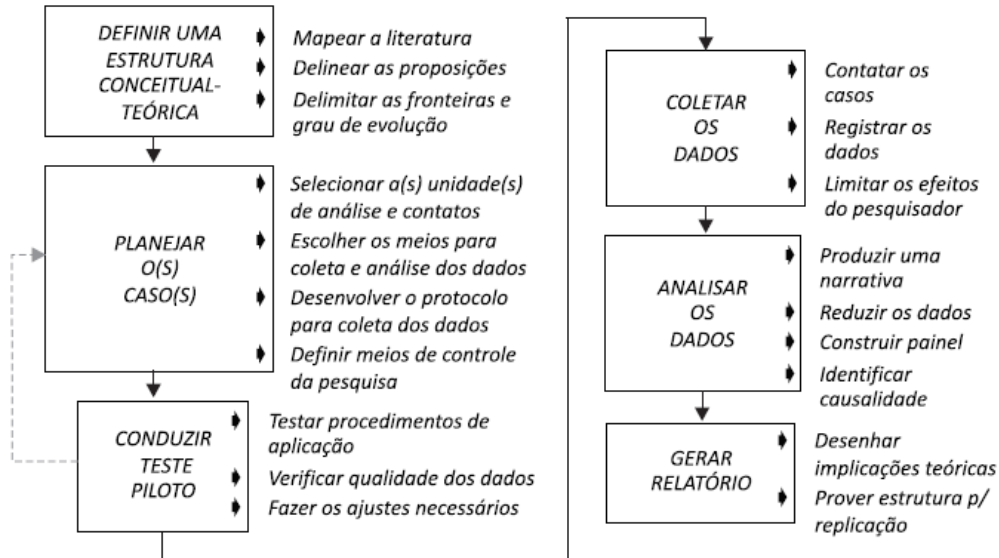 DEFINIR UMA
ESTRUTURA
CONCEITUAL-
TEÓRICA
Mapear a literatura
Delinear as proposições
Delimitar as fronteiras e
grau de evolução
PLANEJAR
O(S)
CASO(S)
Selecionar a(s) unidade(s)
de análise e contatos
Escolher os meios para
coleta e análise dos dados
Desenvolver o protocolo
para coleta dos dados
Definir meios de controle
da pesquisa
CONDUZIR
TESTE
PILOTO
Testar procedimentos de
aplicação
Verificar qualidade dos dados
Fazer os ajustes necessários
COLETAR
OS
DADOS
Contatar os
casos
Registrar os
dados
Limitar os efeitos
do pesquisador
ANALISAR
OS
DADOS
Produzir uma
narrativa
Reduzir os dados
Construir painel
Identificar
causalidade
GERAR
RELATÓRIO
Desenhar
implicações teóricas
Prover estrutura p/
replicação